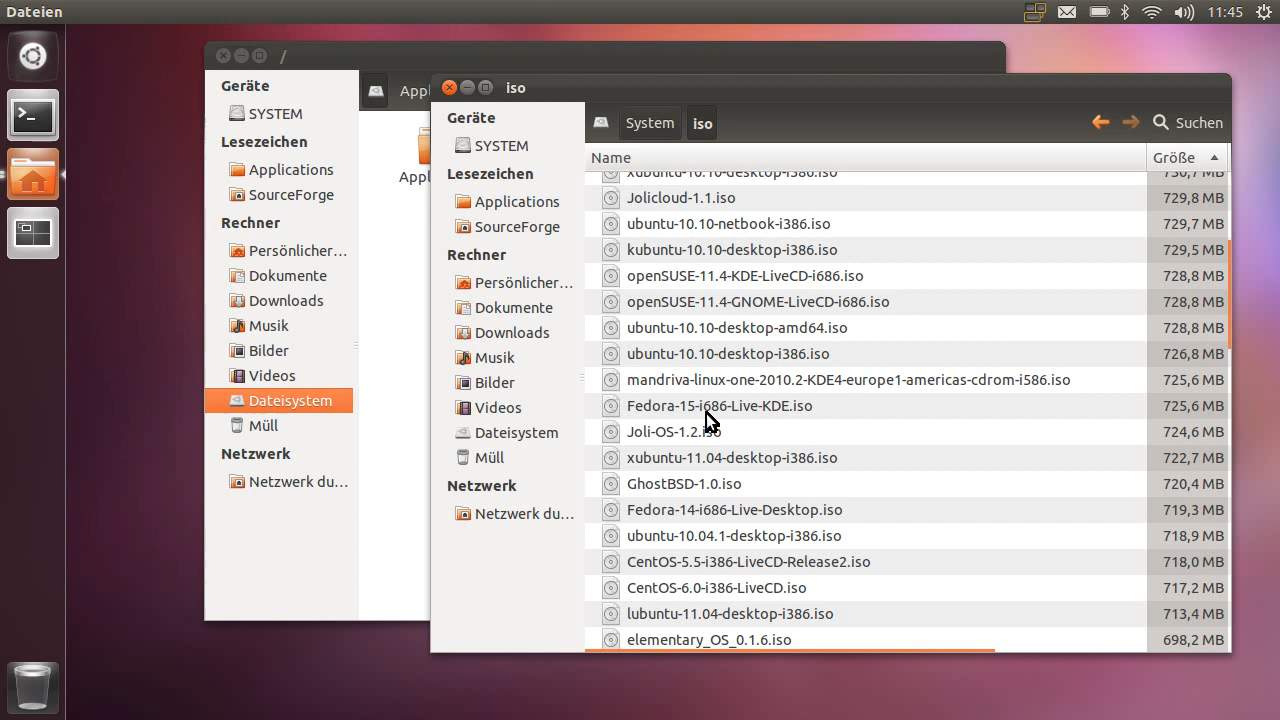 Dateien
11:45
/
Geräte
SYSTEM
Lesezeichen
Applications
SourceForge
Rechner
Persönlicher…
Dokumente
Downloads
Musik
Bilder
Videos
Dateisystem
Müll
Netzwerk
Netzwerk du…
iso
Geräte
SYSTEM
Lesezeichen
Applications
SourceForge
Rechner
Persönlicher…
Dokumente
Downloads
Musik
Bilder
Videos
Dateisystem
Müll
Netzwerk
Netzwerk du…
System iso Suchen
Name Größe
xubuntu-10.10-desktop-i386.iso 730,7 MB
Jolicloud-1.1.iso 729,8 MB
ubuntu-10.10-netbook-i386.iso 729,7 MB
kubuntu-10.10-desktop-i386.iso 729,5 MB
openSUSE-11.4-KDE-LiveCD-i686.iso 728,8 MB
openSUSE-11.4-GNOME-LiveCD-i686.iso 728,8 MB
ubuntu-10.10-desktop-amd64.iso 728,8 MB
ubuntu-10.10-desktop-i386.iso 726,8 MB
mandriva-linux-one-2010.2-KDE4-europe1-americas-cdrom-i586.iso 725,6 MB
Fedora-15-i686-Live-KDE.iso 725,6 MB
Joli-OS-1.2.iso 724,6 MB
xubuntu-11.04-desktop-i386.iso 722,7 MB
GhostBSD-1.0.iso 720,4 MB
Fedora-14-i686-Live-Desktop.iso 719,3 MB
ubuntu-10.04.1-desktop-i386.iso 718,9 MB
CentOS-5.5-i386-LiveCD-Release2.iso 718,0 MB
CentOS-6.0-i386-LiveCD.iso 717,2 MB
lubuntu-11.04-desktop-i386.iso 713,4 MB
elementary_OS_0.1.6.iso 698,2 MB